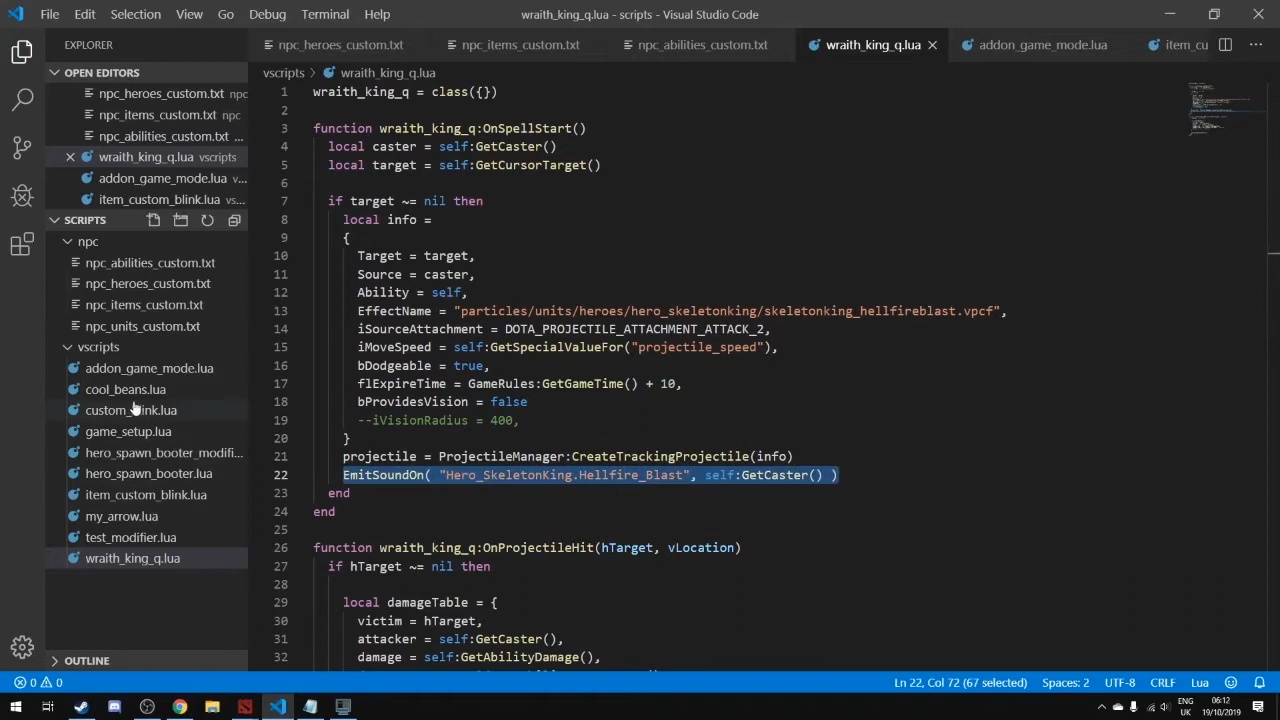 File Edit Selection View Go Debug Terminal Help wraith_king_q.lua - scripts - Visual Studio Code
EXPLORER
npc_heroes_custom.txt npc_items_custom.txt npc_abilities_custom.txt wraith_king_q.lua addon_game_mode.lua item_cu
OPEN EDITORS
npc_heroes_custom.txt npc
npc_items_custom.txt npc
npc_abilities_custom.txt ...
wraith_king_q.lua vscripts
addon_game_mode.lua v...
item_custom_blink.lua vs...
SCRIPTS
npc
npc_abilities_custom.txt
npc_heroes_custom.txt
npc_items_custom.txt
npc_units_custom.txt
vscripts
addon_game_mode.lua
cool_beans.lua
custom_blink.lua
game_setup.lua
hero_spawn_booter_modifi...
hero_spawn_booter.lua
item_custom_blink.lua
my_arrow.lua
test_modifier.lua
wraith_king_q.lua
OUTLINE
vscripts > wraith_king_q.lua
1 wraith_king_q = class({})
2
3 function wraith_king_q:OnSpellStart()
4 local caster = self:GetCaster()
5 local target = self:GetCursorTarget()
6
7 if target ~= nil then
8 local info =
9 {
10 Target = target,
11 Source = caster,
12 Ability = self,
13 EffectName = "particles/units/heroes/hero_skeletonking/skeletonking_hellfireblast.vpcf",
14 iSourceAttachment = DOTA_PROJECTILE_ATTACHMENT_ATTACK_2,
15 iMoveSpeed = self:GetSpecialValueFor("projectile_speed"),
16 bDodgeable = true,
17 flExpireTime = GameRules:GetGameTime() + 10,
18 bProvidesVision = false
19 --iVisionRadius = 400,
20 }
21 projectile = ProjectileManager:CreateTrackingProjectile(info)
22 EmitSoundOn( "Hero_SkeletonKing.Hellfire_Blast", self:GetCaster() )
23 end
24 end
25
26 function wraith_king_q:OnProjectileHit(hTarget, vLocation)
27 if hTarget ~= nil then
28
29 local damageTable = {
30 victim = hTarget,
31 attacker = self:GetCaster(),
32 damage = self:GetAbilityDamage(),
0 0 Ln 22, Col 72 (67 selected) Spaces: 2 UTF-8 CRLF Lua
ENG 06:12
UK 19/10/2019